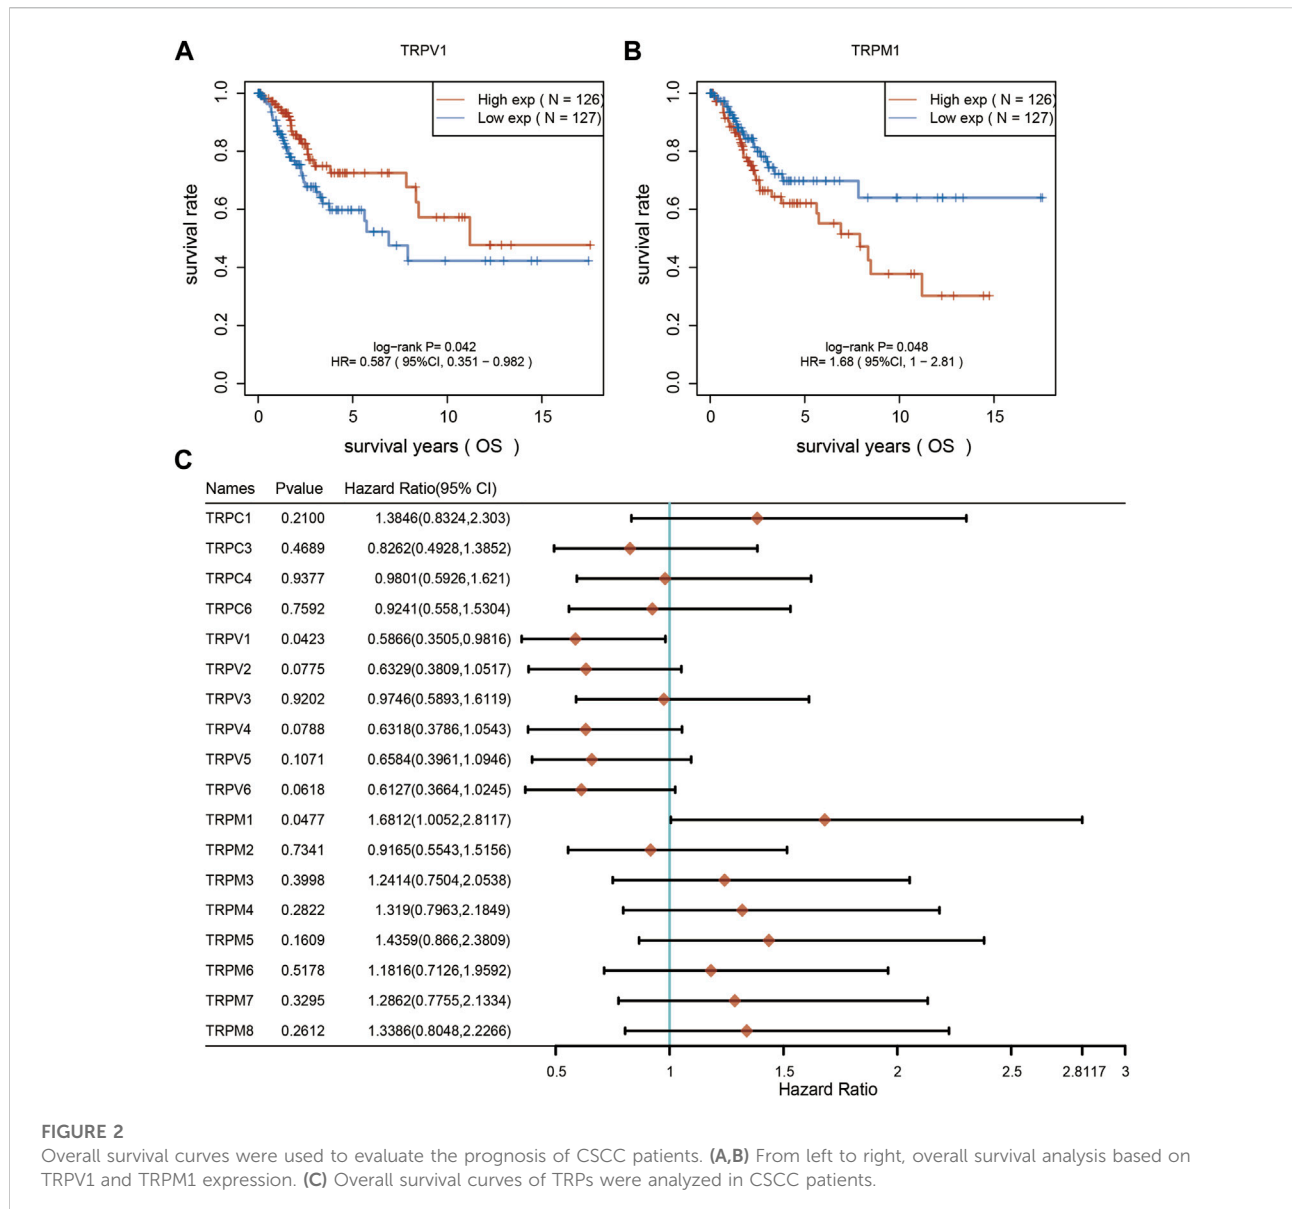 A
TRPV1
High exp ( N = 126)
Low exp ( N = 127)
survival rate
0.0
0.2
0.4
0.6
0.8
1.0
log−rank P= 0.042
HR= 0.587 ( 95%CI, 0.351 − 0.982 )
0 5 10 15
survival years ( OS )
B
TRPM1
High exp ( N = 126)
Low exp ( N = 127)
survival rate
0.0
0.2
0.4
0.6
0.8
1.0
log−rank P= 0.048
HR= 1.68 ( 95%CI, 1 − 2.81 )
0 5 10 15
survival years ( OS )
C
Names Pvalue Hazard Ratio(95% CI)
TRPC1 0.2100 1.3846(0.8324,2.303)
TRPC3 0.4689 0.8262(0.4928,1.3852)
TRPC4 0.9377 0.9801(0.5926,1.621)
TRPC6 0.7592 0.9241(0.558,1.5304)
TRPV1 0.0423 0.5866(0.3505,0.9816)
TRPV2 0.0775 0.6329(0.3809,1.0517)
TRPV3 0.9202 0.9746(0.5893,1.6119)
TRPV4 0.0788 0.6318(0.3786,1.0543)
TRPV5 0.1071 0.6584(0.3961,1.0946)
TRPV6 0.0618 0.6127(0.3664,1.0245)
TRPM1 0.0477 1.6812(1.0052,2.8117)
TRPM2 0.7341 0.9165(0.5543,1.5156)
TRPM3 0.3998 1.2414(0.7504,2.0538)
TRPM4 0.2822 1.319(0.7963,2.1849)
TRPM5 0.1609 1.4359(0.866,2.3809)
TRPM6 0.5178 1.1816(0.7126,1.9592)
TRPM7 0.3295 1.2862(0.7755,2.1334)
TRPM8 0.2612 1.3386(0.8048,2.2266)
0.5 1 1.5 2 2.5 2.8117 3
Hazard Ratio
FIGURE 2
Overall survival curves were used to evaluate the prognosis of CSCC patients. (A,B) From left to right, overall survival analysis based on
TRPV1 and TRPM1 expression. (C) Overall survival curves of TRPs were analyzed in CSCC patients.